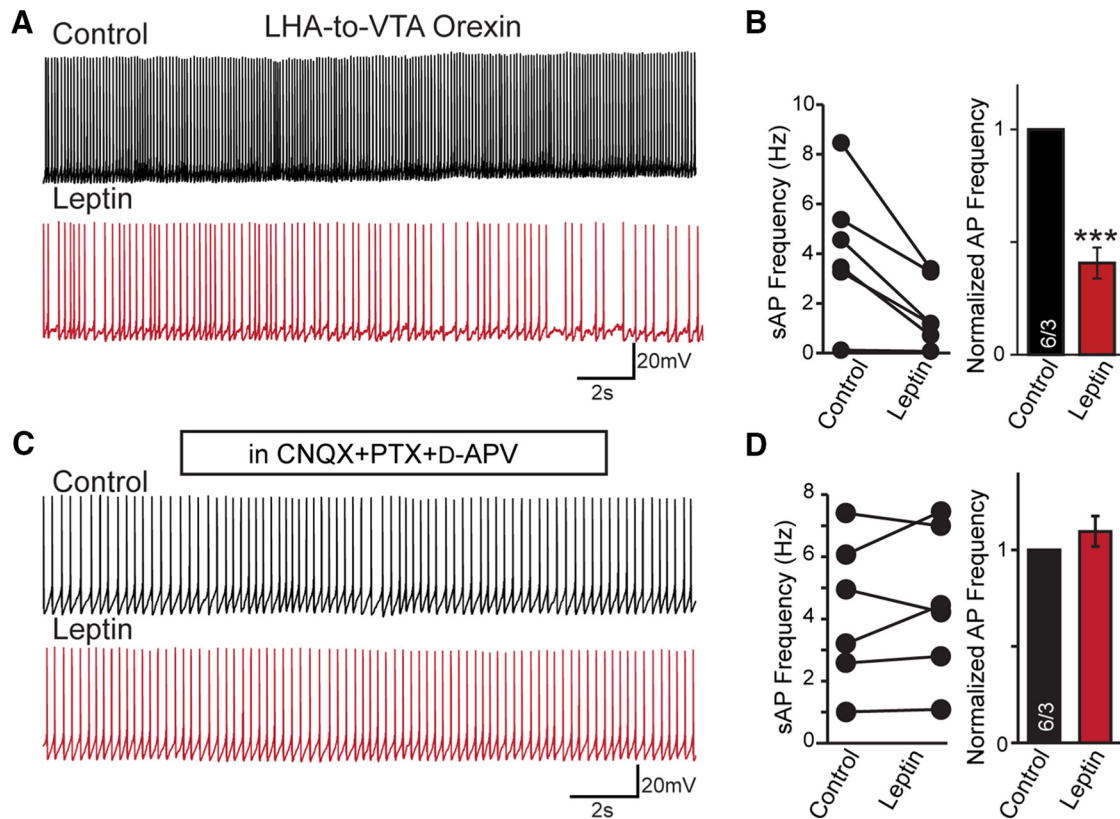 A
LHA-to-VTA Orexin
Control
Leptin
20mV
2s
B
sAP Frequency (Hz)
10
8
6
4
2
0
Control
Leptin
Normalized AP Frequency
1
0
***
6/3
Control
Leptin
C
in CNQX+PTX+D-APV
Control
Leptin
20mV
2s
D
sAP Frequency (Hz)
8
6
4
2
0
Control
Leptin
Normalized AP Frequency
1
0
6/3
Control
Leptin